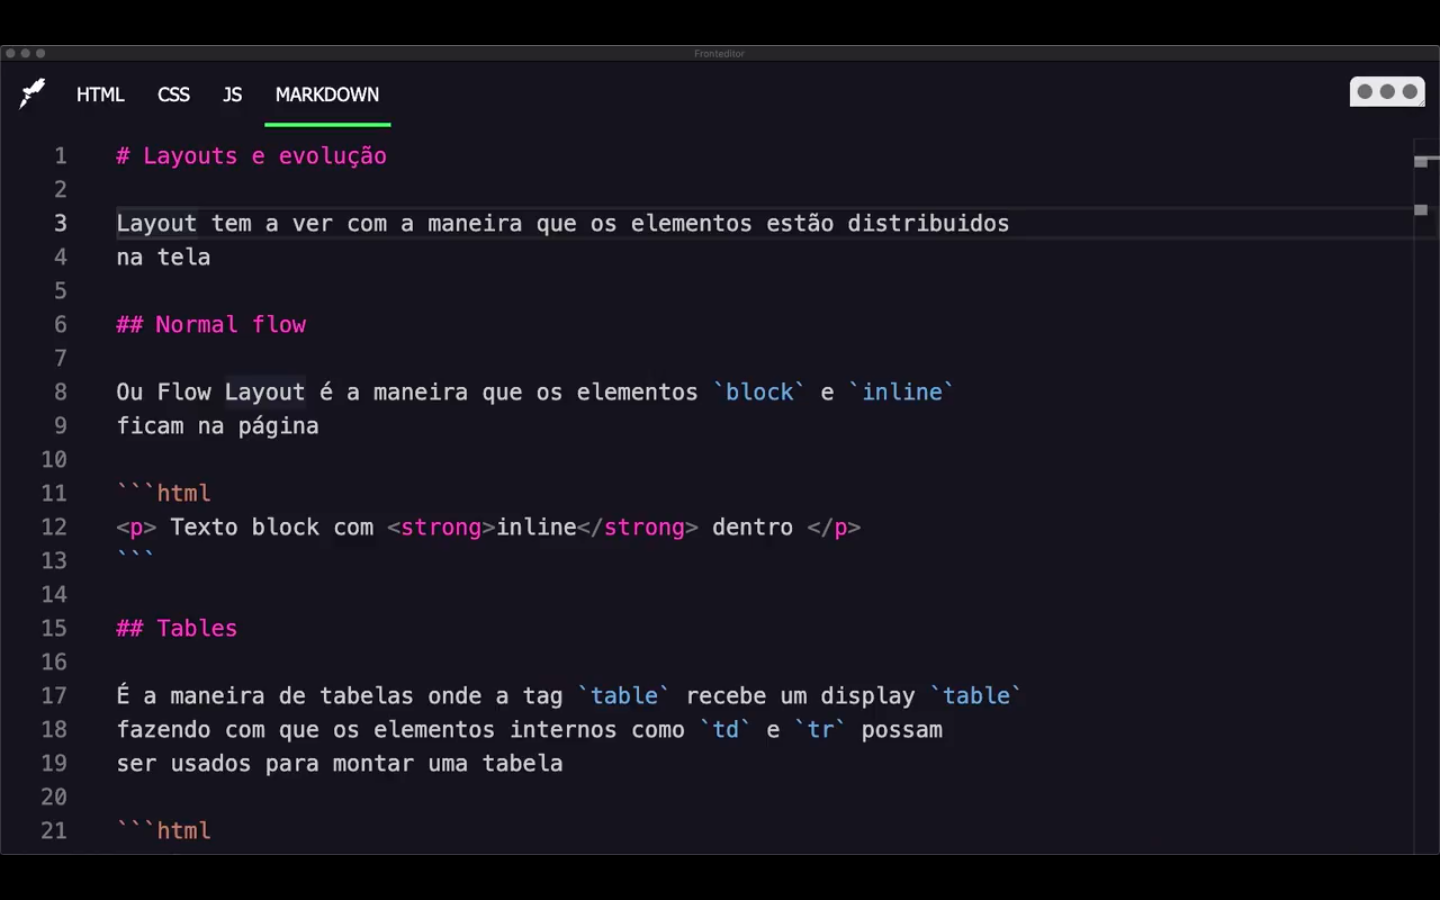 Fronteditor
HTML CSS JS MARKDOWN
1 # Layouts e evolução
2
3 Layout tem a ver com a maneira que os elementos estão distribuidos
4 na tela
5
6 ## Normal flow
7
8 Ou Flow Layout é a maneira que os elementos `block` e `inline`
9 ficam na página
10
11 ```html
12 <p> Texto block com <strong>inline</strong> dentro </p>
13 ```
14
15 ## Tables
16
17 É a maneira de tabelas onde a tag `table` recebe um display `table`
18 fazendo com que os elementos internos como `td` e `tr` possam
19 ser usados para montar uma tabela
20
21 ```html